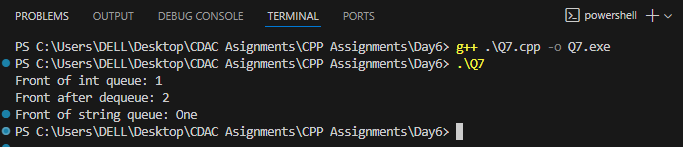 PROBLEMS OUTPUT DEBUG CONSOLE TERMINAL PORTS powershell
PS C:\Users\DELL\Desktop\CDAC Asignments\CPP Assignments\Day6> g++ .\Q7.cpp -o Q7.exe
PS C:\Users\DELL\Desktop\CDAC Asignments\CPP Assignments\Day6> .\Q7
Front of int queue: 1
Front after dequeue: 2
Front of string queue: One
PS C:\Users\DELL\Desktop\CDAC Asignments\CPP Assignments\Day6>